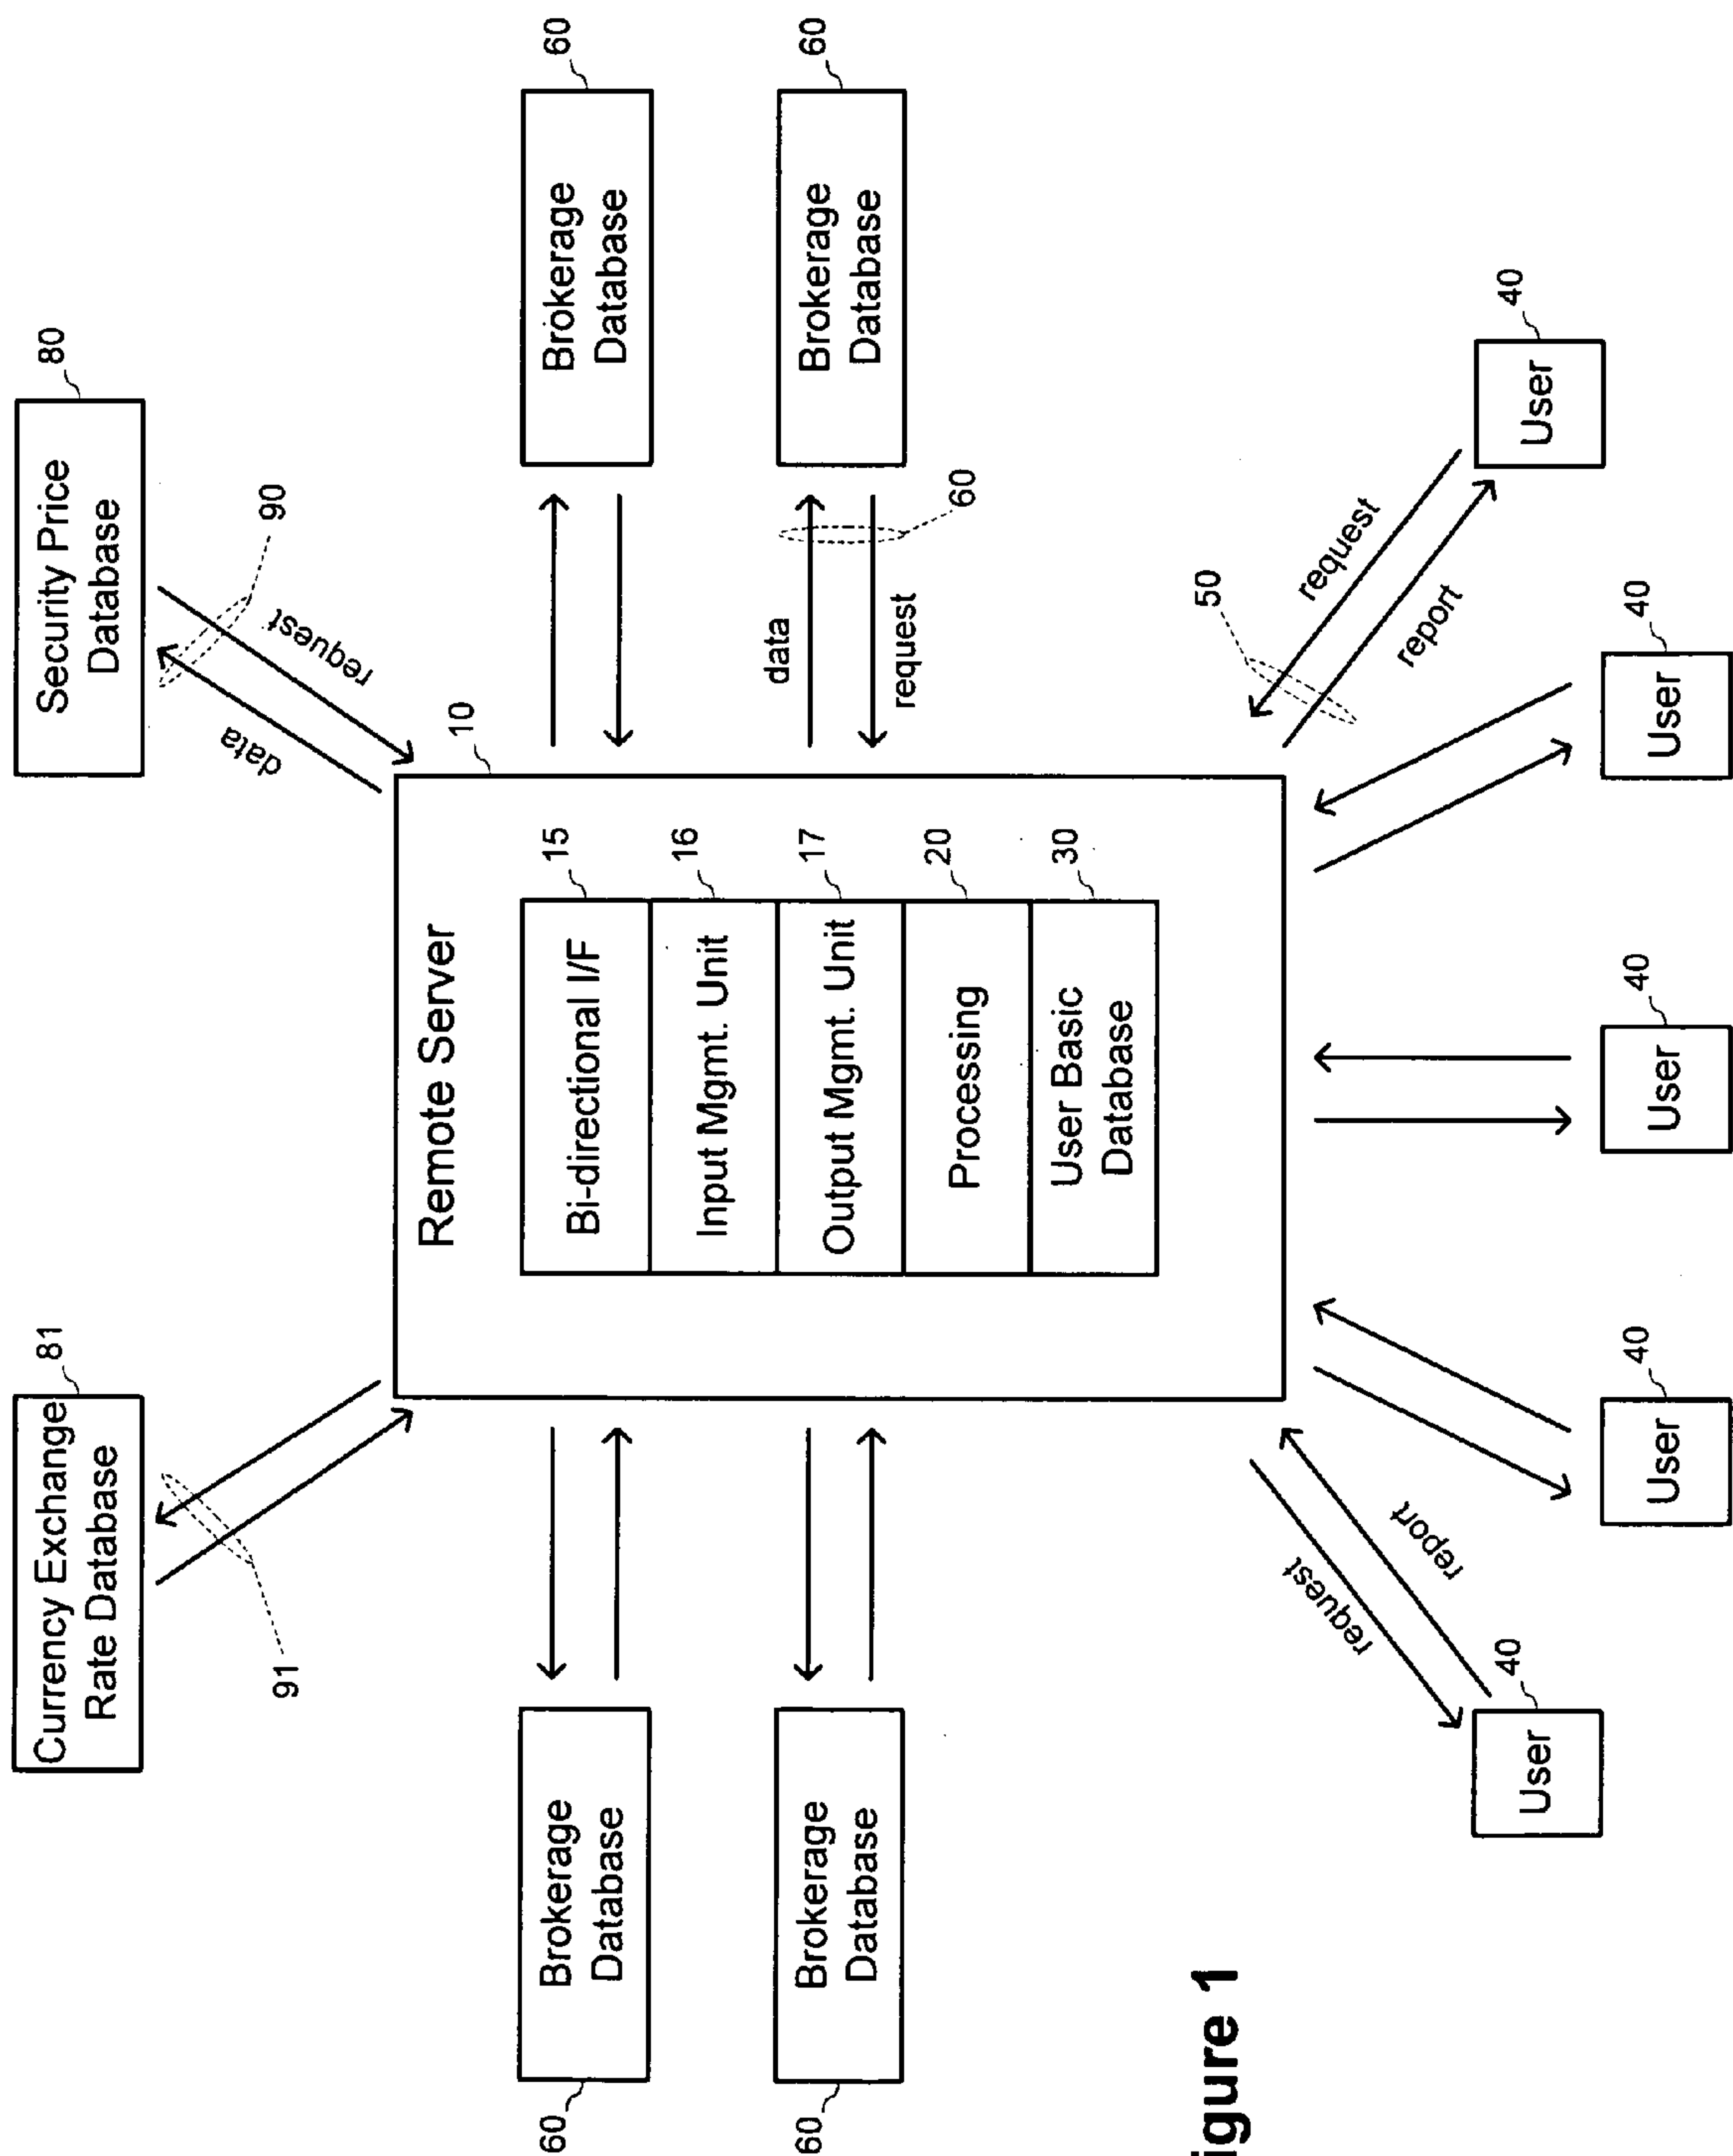 Currency Exchange
Rate Database
81
91
Security Price
Database
80
90
data
request
Brokerage
Database
60
Brokerage
Database
60
Brokerage
Database
60
Brokerage
Database
60
data
request
60
Remote Server
10
Bi-directional I/F
15
Input Mgmt. Unit
16
Output Mgmt. Unit
17
Processing
20
User Basic
Database
30
request
report
User
40
User
40
User
40
User
40
50
request
report
User
40
igure 1